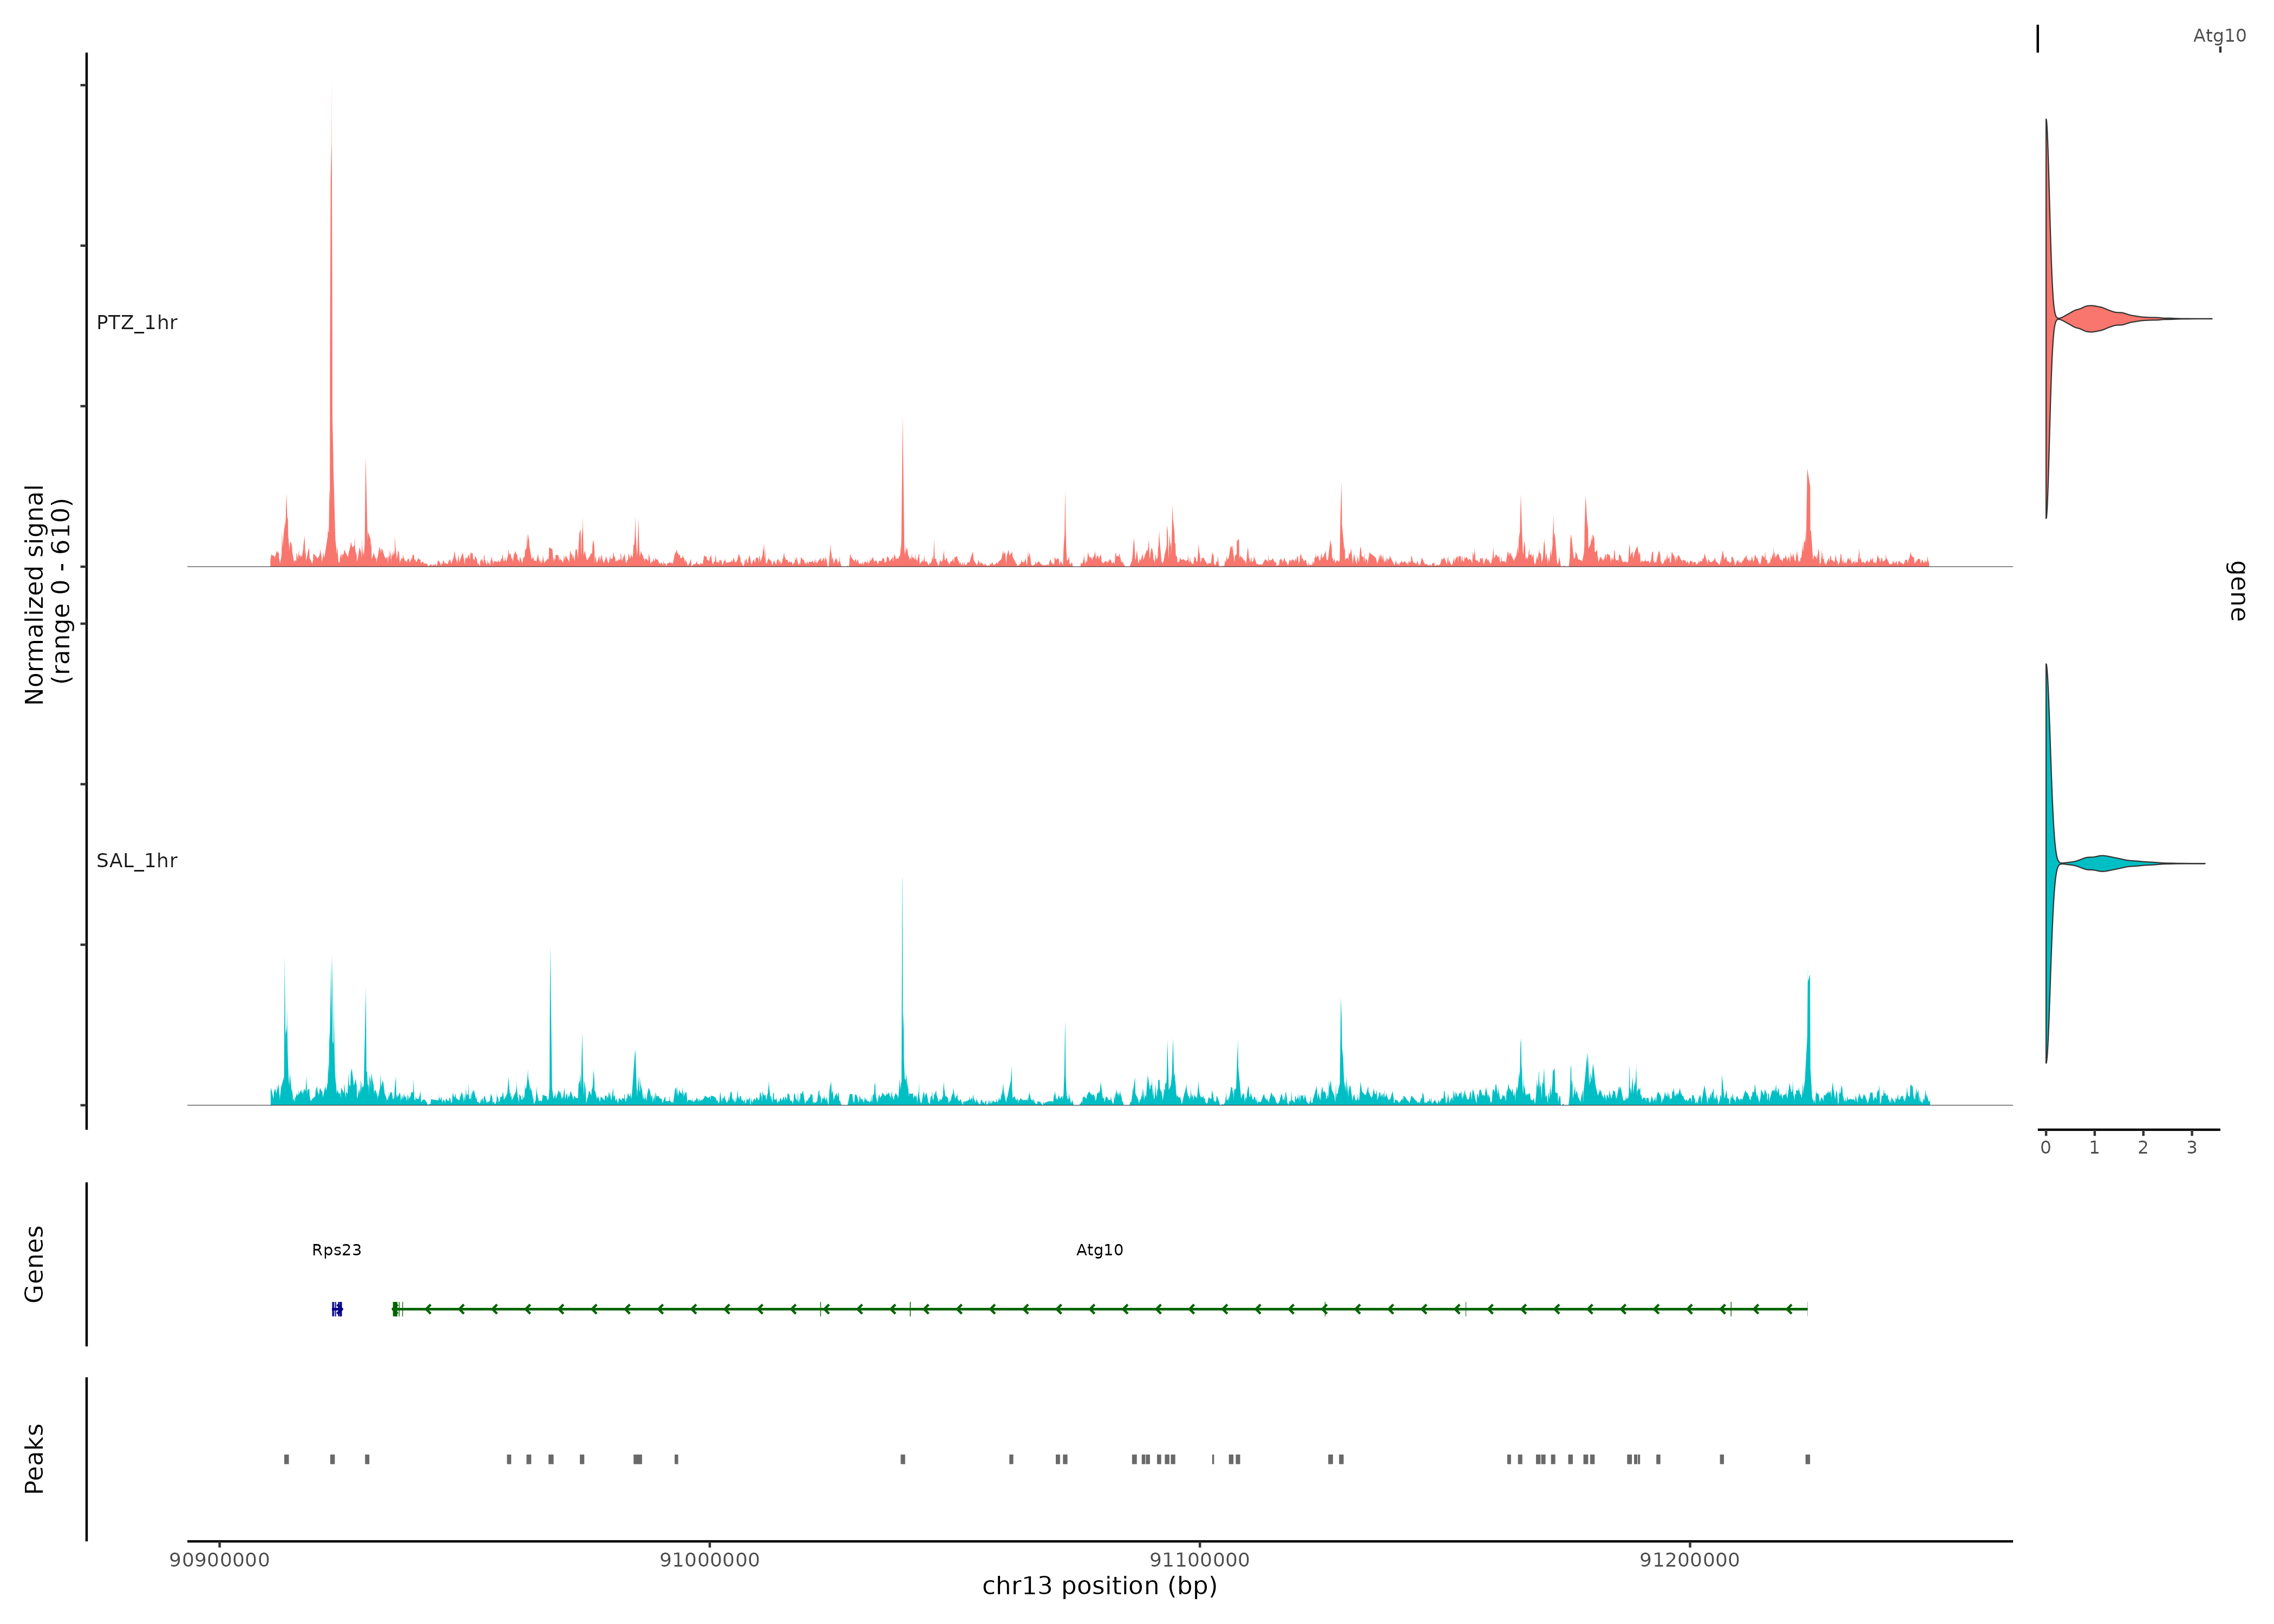 Atg10
PTZ_1hr
Normalized signal
(range 0 - 610)
gene
SAL_1hr
0 1 2 3
Genes
Rps23 Atg10
Peaks
90900000 91000000 91100000 91200000
chr13 position (bp)